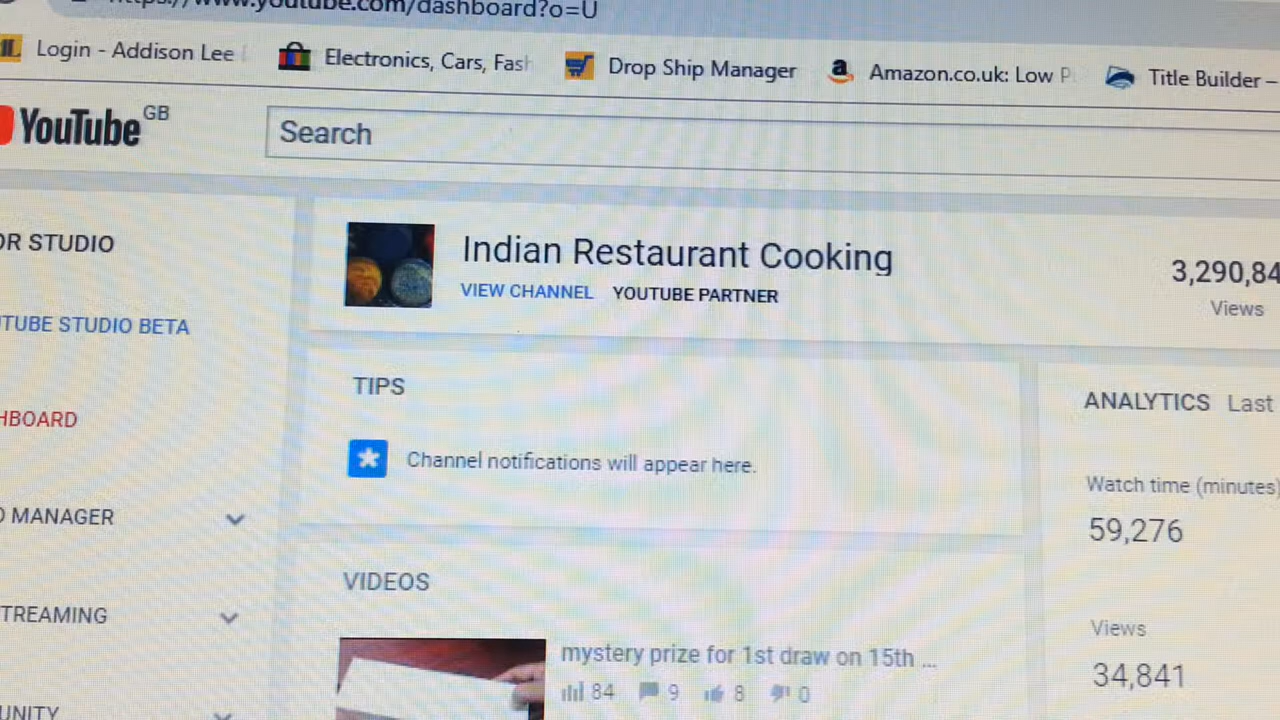 https://www.youtube.com/dashboard?o=U
Login - Addison Lee
Electronics, Cars, Fash
Drop Ship Manager
Amazon.co.uk: Low P
Title Builder –
YouTube GB
Search
OR STUDIO
Indian Restaurant Cooking
3,290,84
VIEW CHANNEL YOUTUBE PARTNER
Views
TUBE STUDIO BETA
TIPS
ANALYTICS Last
HBOARD
Channel notifications will appear here.
Watch time (minutes)
59,276
O MANAGER
VIDEOS
TREAMING
Views
mystery prize for 1st draw on 15th ...
34,841
84 9 8 0
UNITY